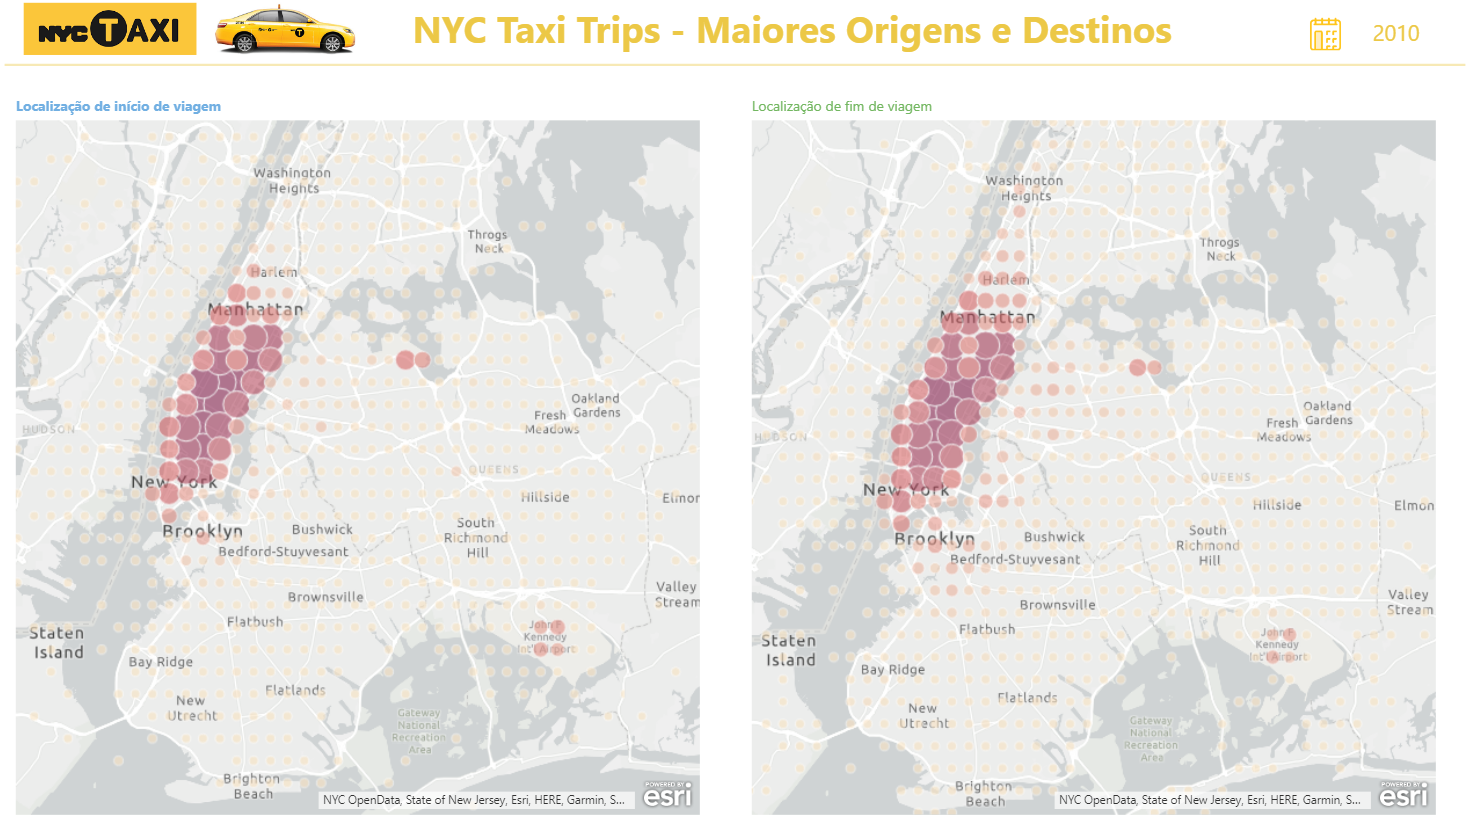 NYC TAXI
NYC Taxi Trips - Maiores Origens e Destinos
2010
Localização de início de viagem
Washington
Heights
Throgs
Neck
Harlem
Manhattan
Oakland
Gardens
Fresh
Meadows
HUDSON
QUEENS
New York
Hillside
Elmon
Brooklyn
Bushwick
South
Richmond
Hill
Bedford-Stuyvesant
Valley
Stream
Brownsville
Flatbush
Staten
Island
John F
Kennedy
Int'l Airport
Bay Ridge
Flatlands
New
Utrecht
Gateway
National
Recreation
Area
Brighton
Beach
NYC OpenData, State of New Jersey, Esri, HERE, Garmin, S...
POWERED BY
esri
Localização de fim de viagem
Washington
Heights
Throgs
Neck
Harlem
Manhattan
Oakland
Gardens
Fresh
Meadows
HUDSON
QUEENS
New York
Hillside
Elmon
Brooklyn
Bushwick
South
Richmond
Hill
Bedford-Stuyvesant
Valley
Stream
Brownsville
Flatbush
Staten
Island
John F
Kennedy
Int'l Airport
Bay Ridge
Flatlands
New
Utrecht
Gateway
National
Recreation
Area
Brighton
Beach
NYC OpenData, State of New Jersey, Esri, HERE, Garmin, S...
POWERED BY
esri